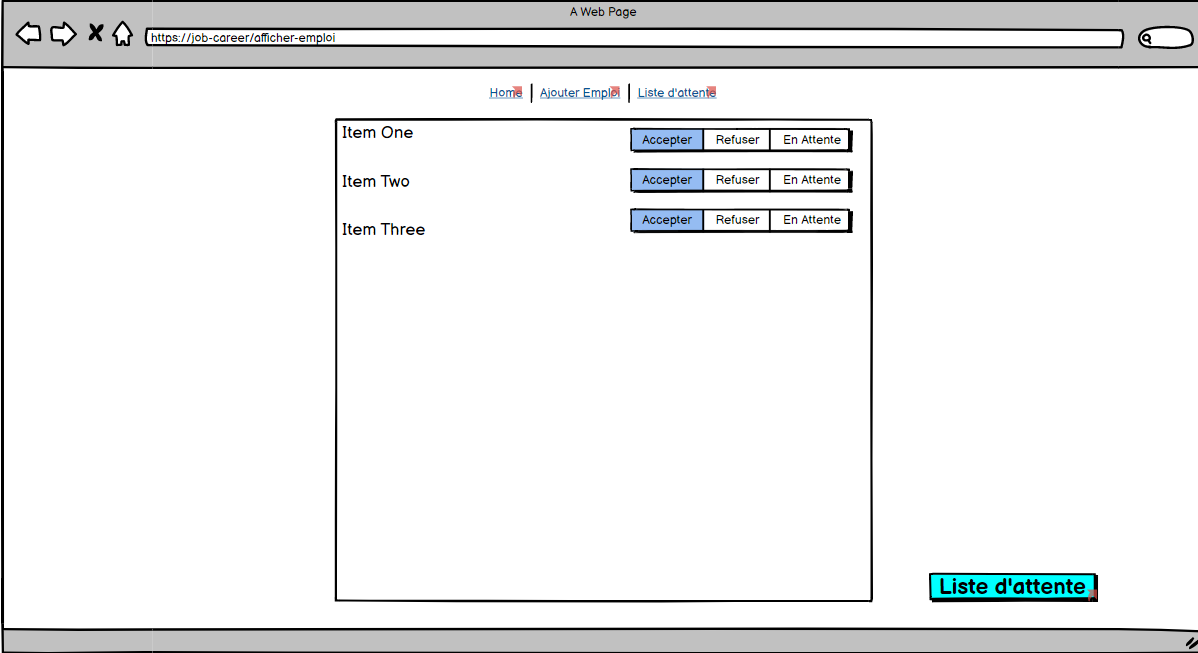 A Web Page
https://job-career/afficher-emploi
Home Ajouter Emploi Liste d'attente
Item One Accepter Refuser En Attente
Item Two Accepter Refuser En Attente
Item Three Accepter Refuser En Attente
Liste d'attente